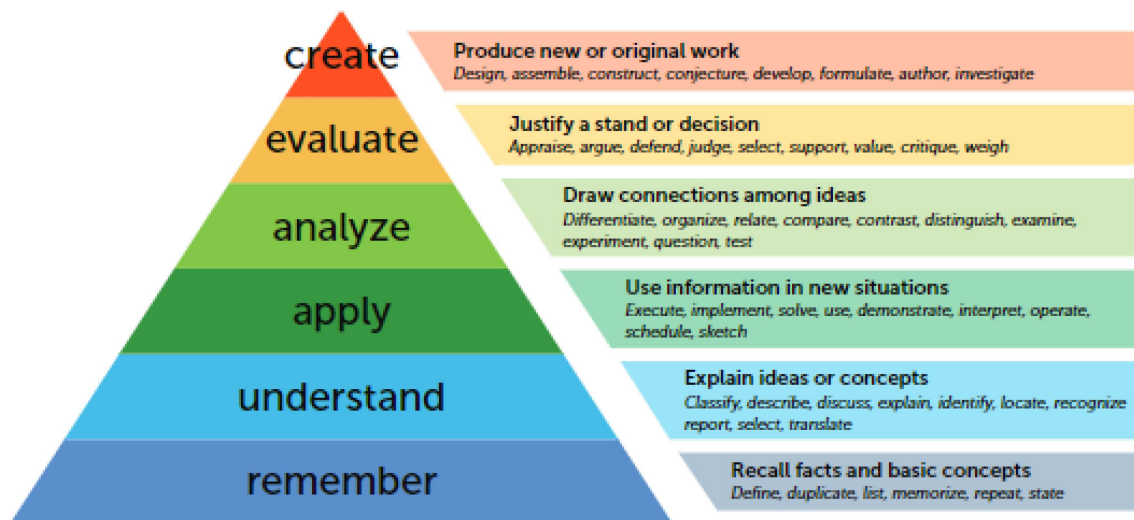 create
Produce new or original work
Design, assemble, construct, conjecture, develop, formulate, author, investigate
evaluate
Justify a stand or decision
Appraise, argue, defend, judge, select, support, value, critique, weigh
analyze
Draw connections among ideas
Differentiate, organize, relate, compare, contrast, distinguish, examine,
experiment, question, test
apply
Use information in new situations
Execute, implement, solve, use, demonstrate, interpret, operate,
schedule, sketch
understand
Explain ideas or concepts
Classify, describe, discuss, explain, identify, locate, recognize
report, select, translate
remember
Recall facts and basic concepts
Define, duplicate, list, memorize, repeat, state